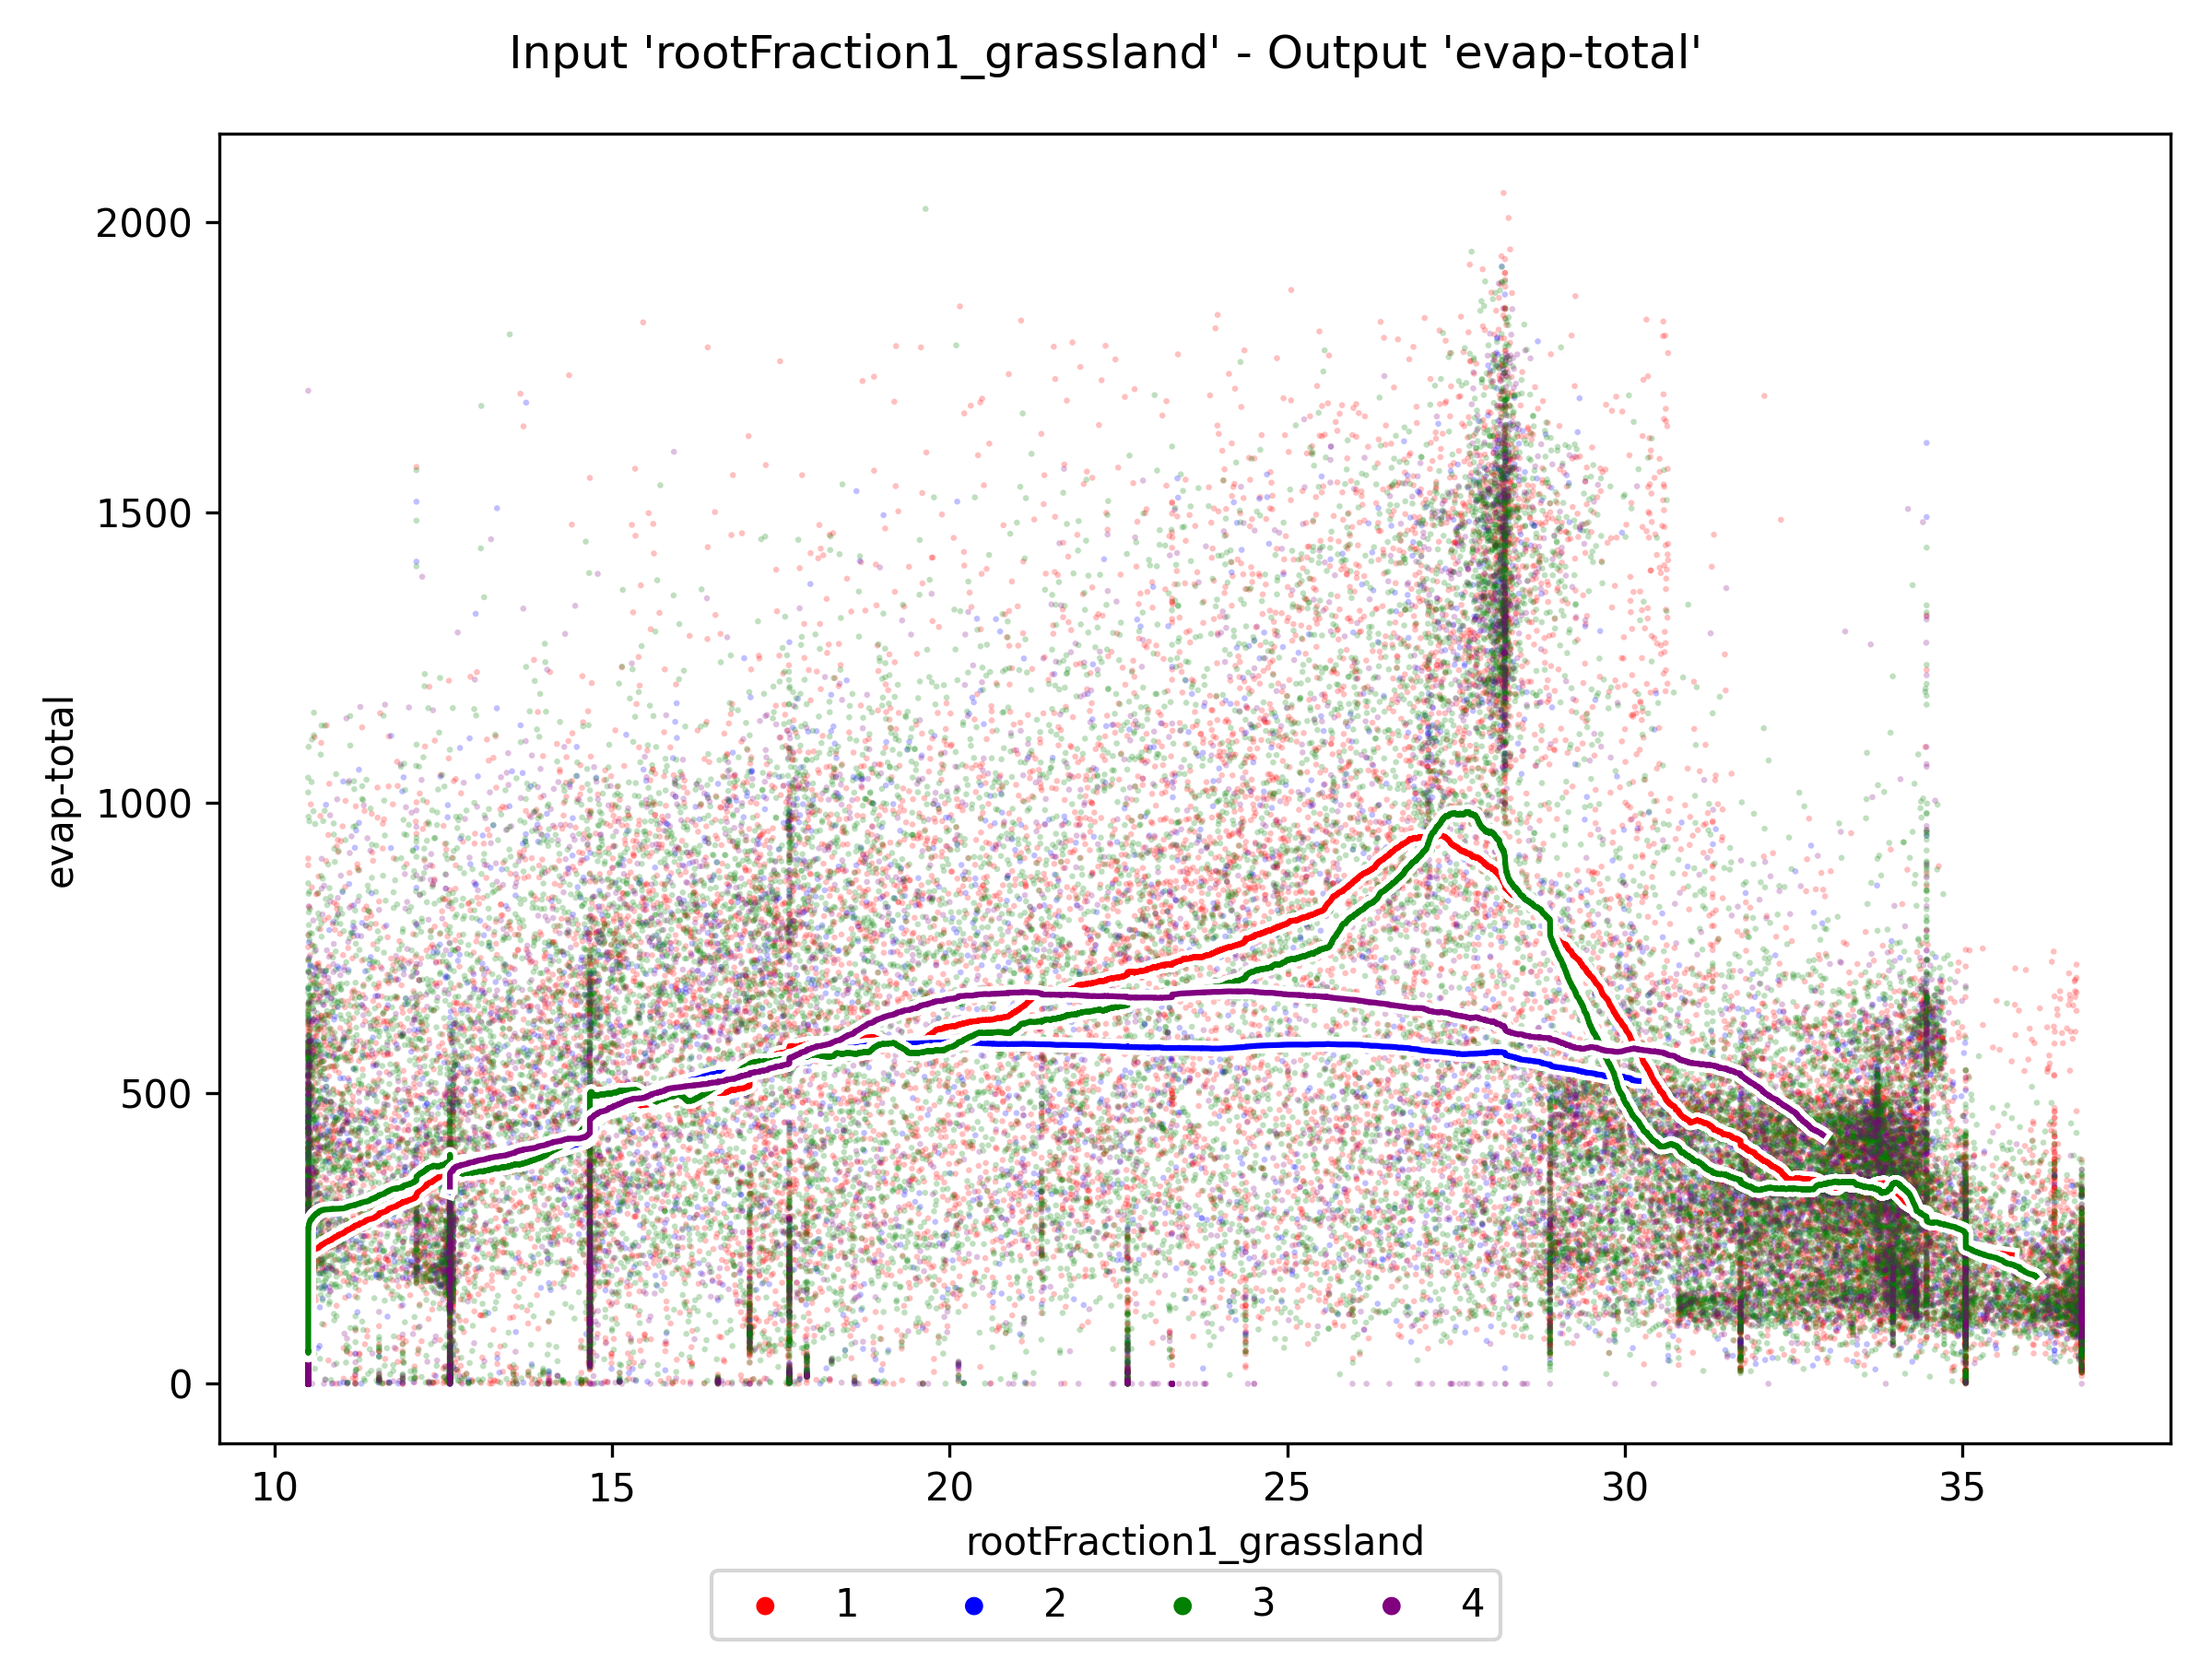 Input 'rootFraction1_grassland' - Output 'evap-total'
2000
1500
1000
500
0
evap-total
10 15 20 25 30 35
rootFraction1_grassland
1 2 3 4